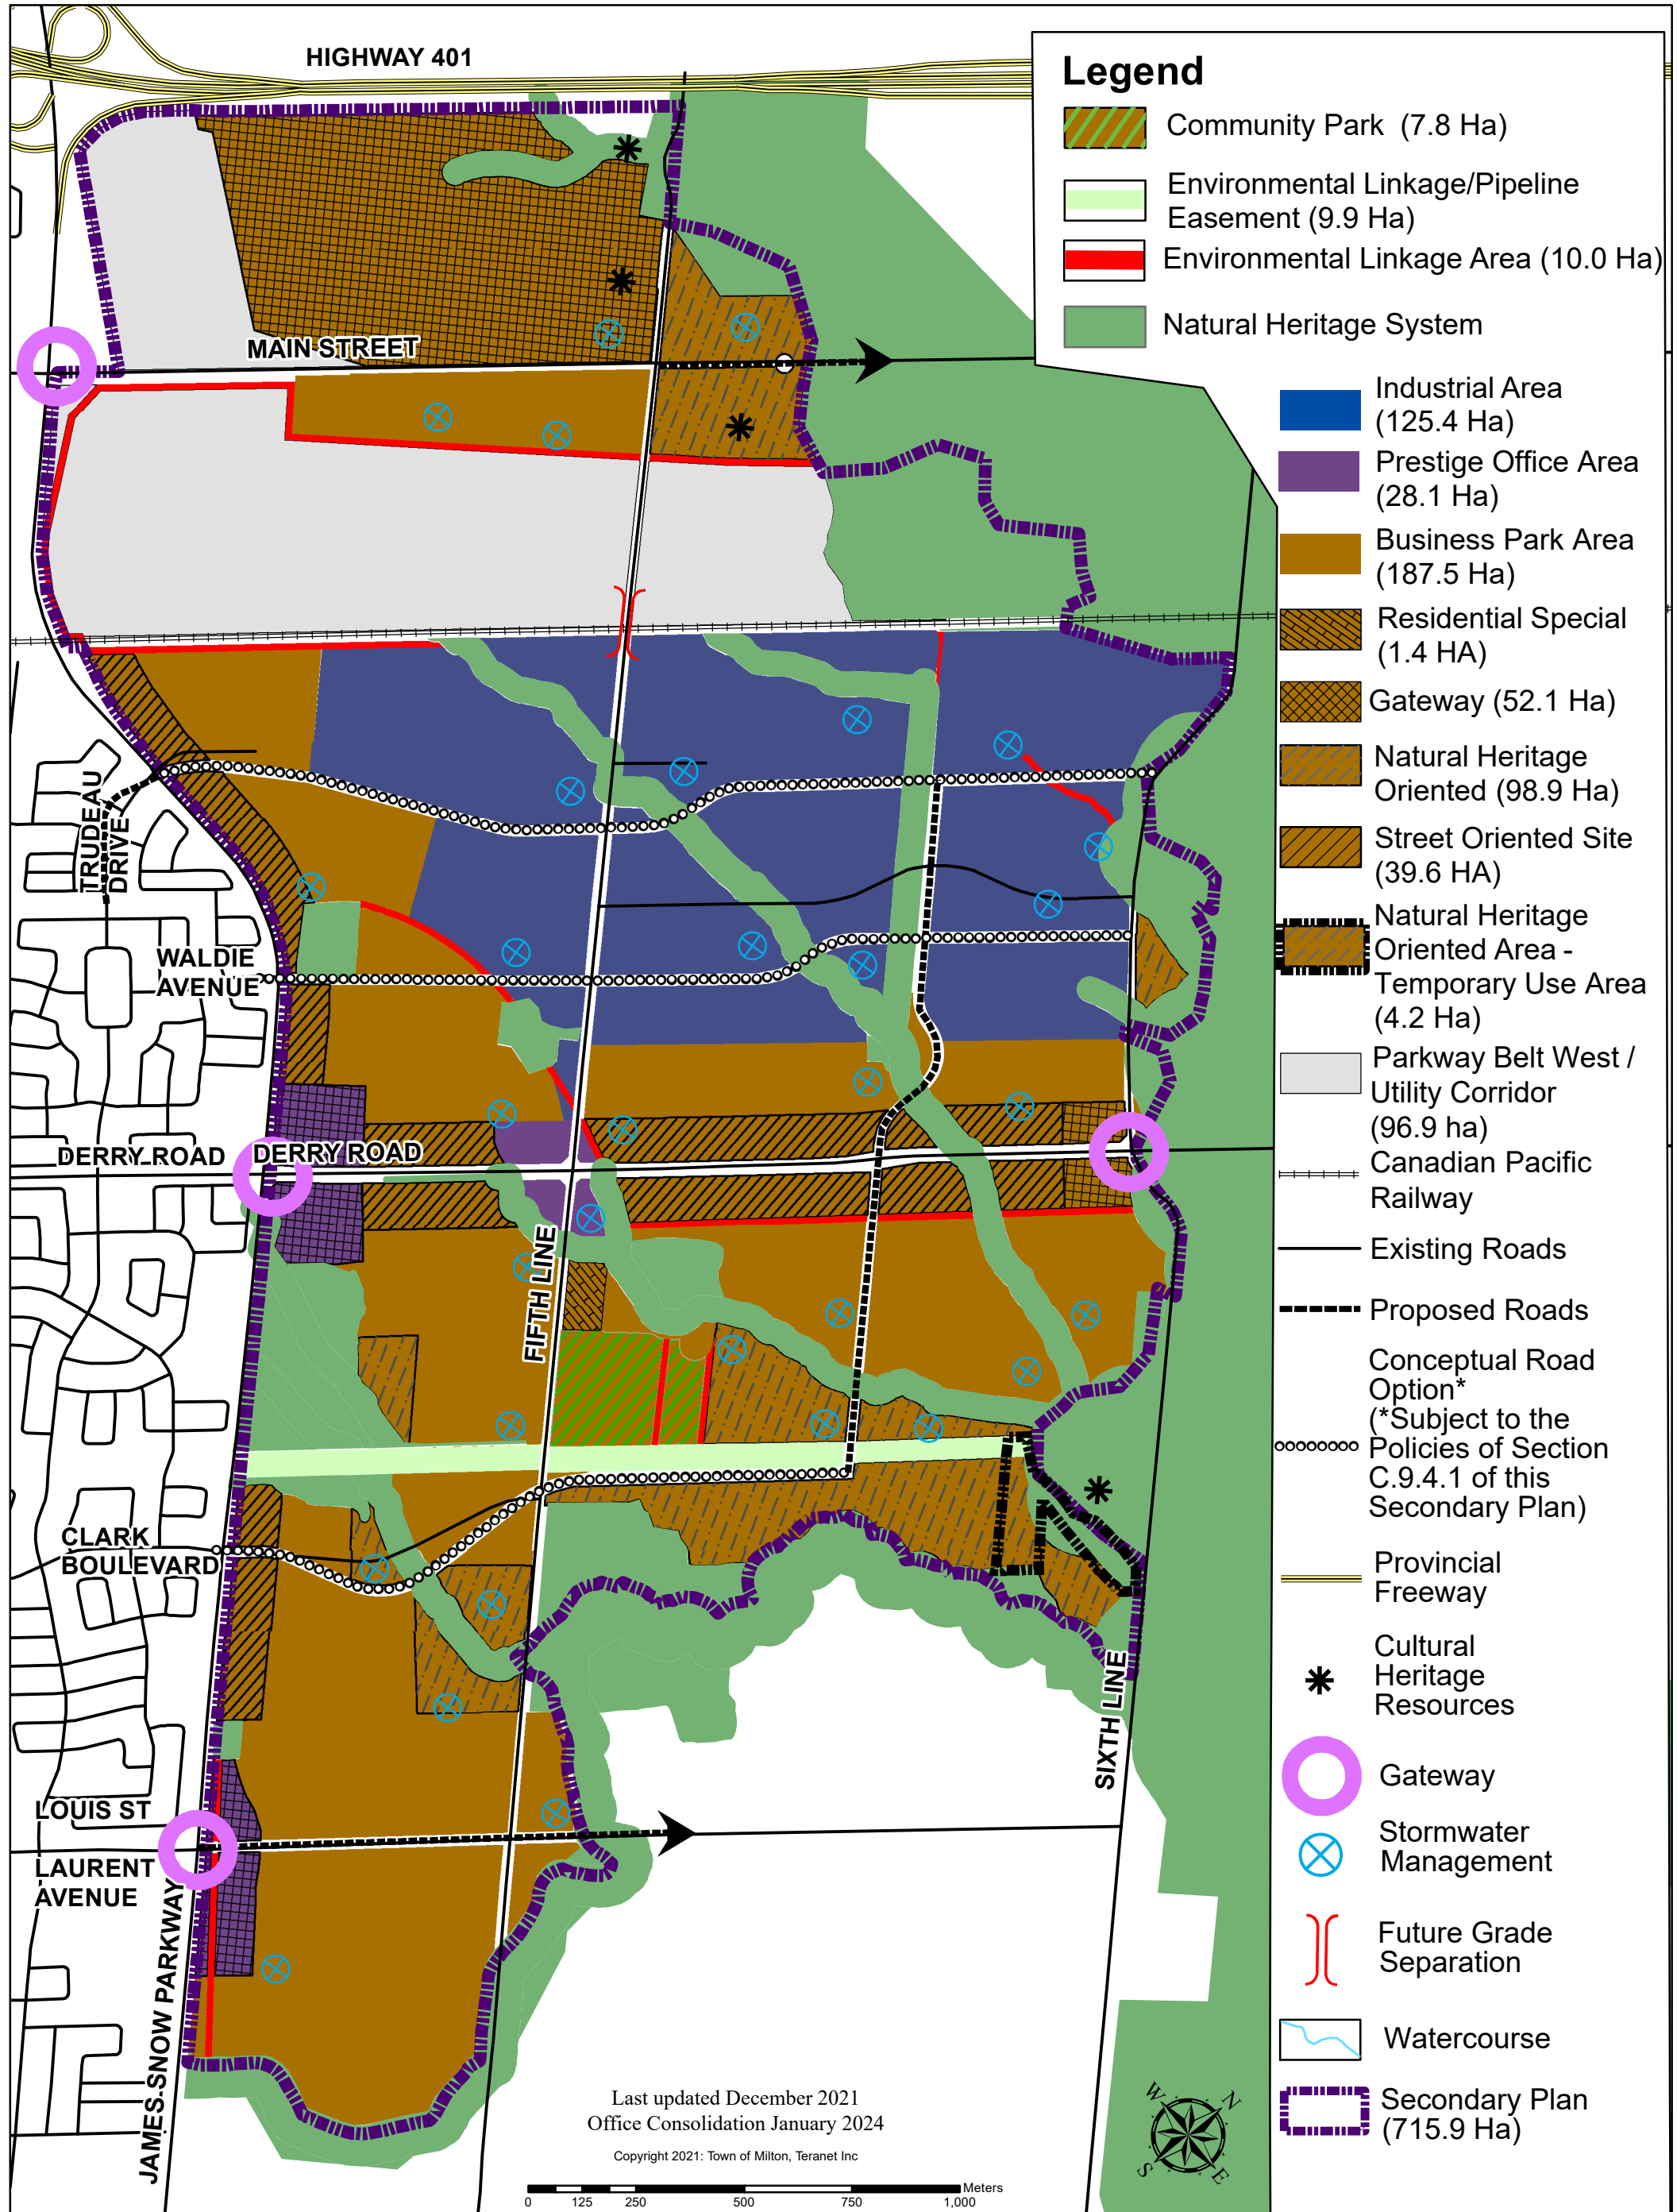 HIGHWAY 401
Legend
Community Park (7.8 Ha)
Environmental Linkage/Pipeline
Easement (9.9 Ha)
Environmental Linkage Area (10.0 Ha)
Natural Heritage System
Industrial Area
(125.4 Ha)
Prestige Office Area
(28.1 Ha)
Business Park Area
(187.5 Ha)
Residential Special
(1.4 HA)
Gateway (52.1 Ha)
Natural Heritage
Oriented (98.9 Ha)
Street Oriented Site
(39.6 HA)
Natural Heritage
Oriented Area -
Temporary Use Area
(4.2 Ha)
Parkway Belt West /
Utility Corridor
(96.9 ha)
Canadian Pacific
Railway
Existing Roads
Proposed Roads
Conceptual Road
Option*
(*Subject to the
Policies of Section
C.9.4.1 of this
Secondary Plan)
Provincial
Freeway
Cultural
Heritage
Resources
Gateway
Stormwater
Management
Future Grade
Separation
Watercourse
Secondary Plan
(715.9 Ha)
MAIN STREET
TRUDEAU
DRIVE
WALDIE
AVENUE
DERRY ROAD
DERRY ROAD
FIFTH LINE
CLARK
BOULEVARD
SIXTH LINE
LOUIS ST
LAURENT
AVENUE
JAMES SNOW PARKWAY
Last updated December 2021
Office Consolidation January 2024
Copyright 2021: Town of Milton, Teranet Inc
Meters
0 125 250 500 750 1,000
W N
S E